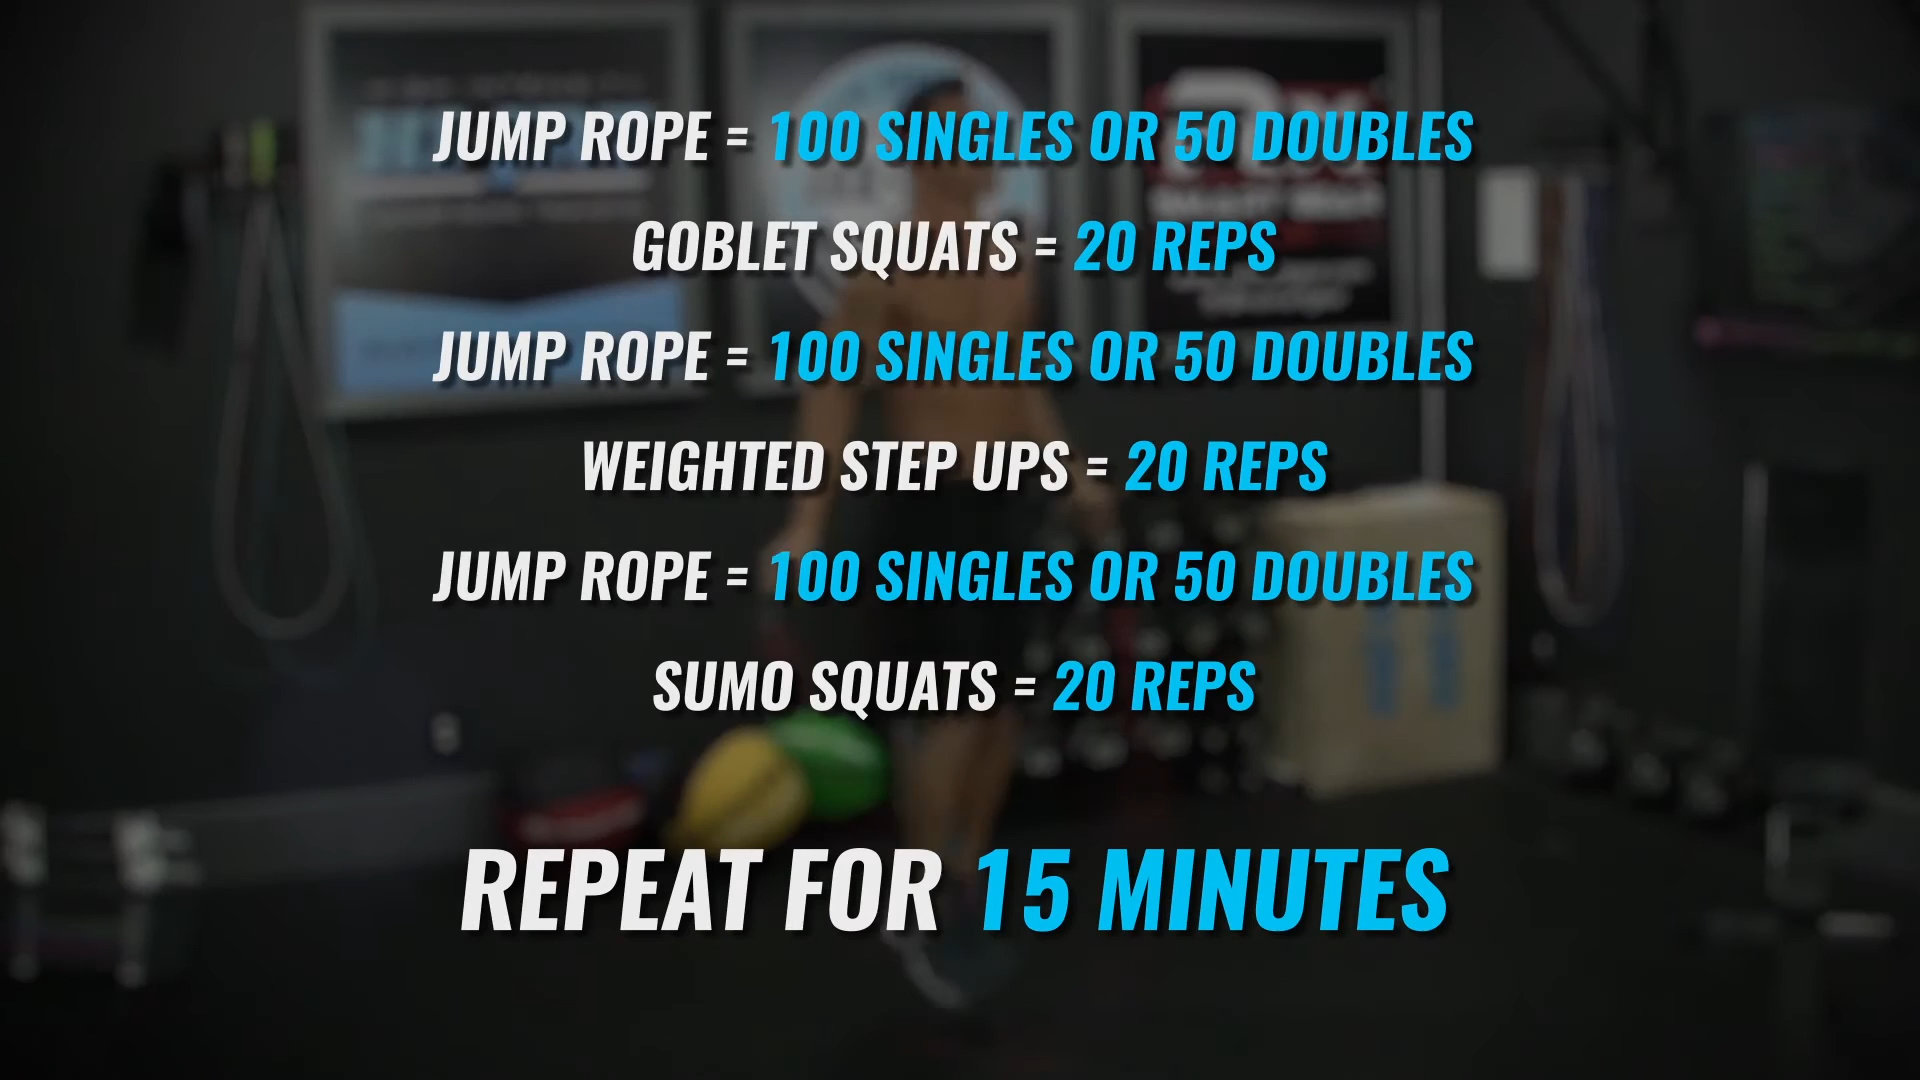 JUMP ROPE = 100 SINGLES OR 50 DOUBLES
GOBLET SQUATS = 20 REPS
JUMP ROPE = 100 SINGLES OR 50 DOUBLES
WEIGHTED STEP UPS = 20 REPS
JUMP ROPE = 100 SINGLES OR 50 DOUBLES
SUMO SQUATS = 20 REPS
REPEAT FOR 15 MINUTES